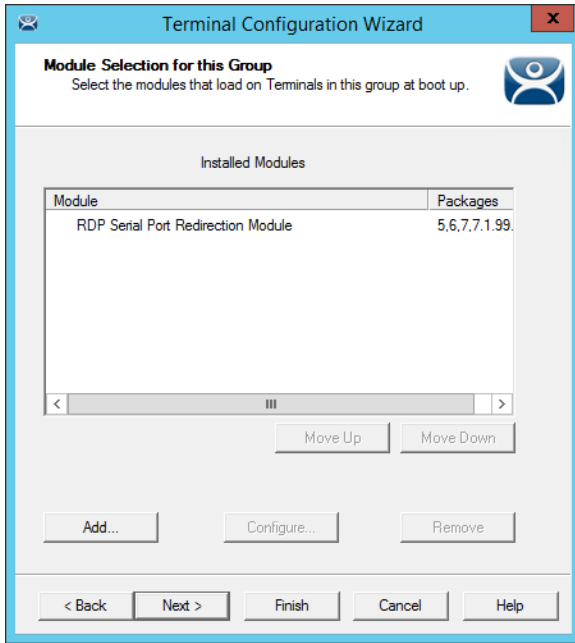 Terminal Configuration Wizard
x
Module Selection for this Group
Select the modules that load on Terminals in this group at boot up.
Installed Modules
Module Packages
RDP Serial Port Redirection Module 5,6,7,7.1.99.
Move Up Move Down
Add... Configure... Remove
< Back Next > Finish Cancel Help